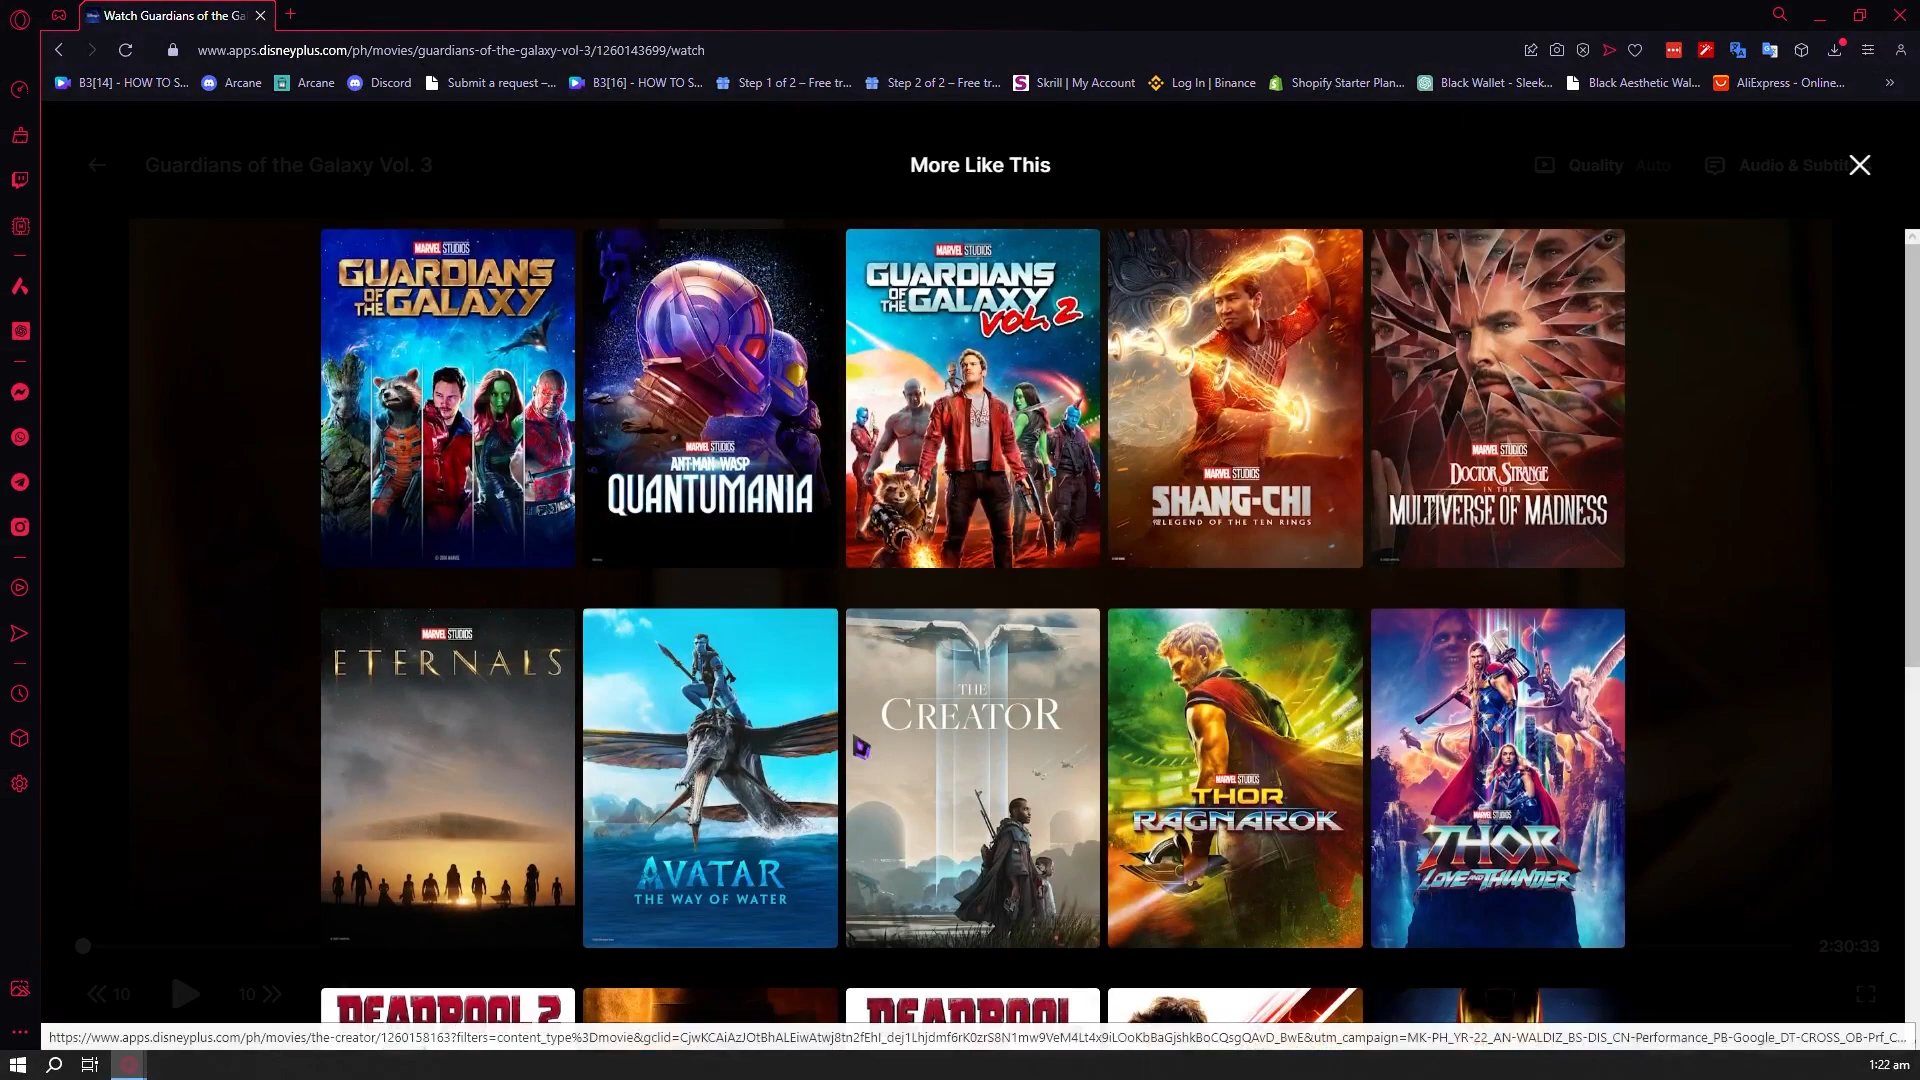 Watch Guardians of the Ga
www.apps.disneyplus.com/ph/movies/guardians-of-the-galaxy-vol-3/1260143699/watch
B3[14] - HOW TO S... Arcane Arcane Discord Submit a request –... B3[16] - HOW TO S... Step 1 of 2 – Free tr... Step 2 of 2 – Free tr... Skrill | My Account Log In | Binance Shopify Starter Plan... Black Wallet - Sleek... Black Aesthetic Wal... AliExpress - Online...
Guardians of the Galaxy Vol. 3 More Like This Quality Auto Audio &
MARVEL STUDIOS
GUARDIANS
OF THE GALAXY
MARVEL STUDIOS
ANT-MAN WASP
QUANTUMANIA
MARVEL STUDIOS
GUARDIANS
OF THE GALAXY
VOL. 2
MARVEL STUDIOS
SHANG-CHI
LEGEND OF THE TEN RINGS
MARVEL STUDIOS
DOCTOR STRANGE
IN THE
MULTIVERSE OF MADNESS
MARVEL STUDIOS
ETERNALS
AVATAR
THE WAY OF WATER
THE
CREATOR
MARVEL STUDIOS
THOR
RAGNAROK
MARVEL STUDIOS
THOR
LOVE AND THUNDER
2:30:33
10 10
DEADPOOL 2
DEADPOOL
https://www.apps.disneyplus.com/ph/movies/the-creator/1260158163?filters=content_type%3Dmovie&gclid=CjwKCAiAzJOtBhALEiwAtwj8tn2fEhI_dej1Lhjdmf6rK0zrS8N1mw9VeM4Lt4x9iLOoKbBaGjshkBoCQsgQAvD_BwE&utm_campaign=MK-PH_YR-22_AN-WALDIZ_BS-DIS_CN-Performance_PB-Google_DT-CROSS_OB-Prf_C...
1:22 am